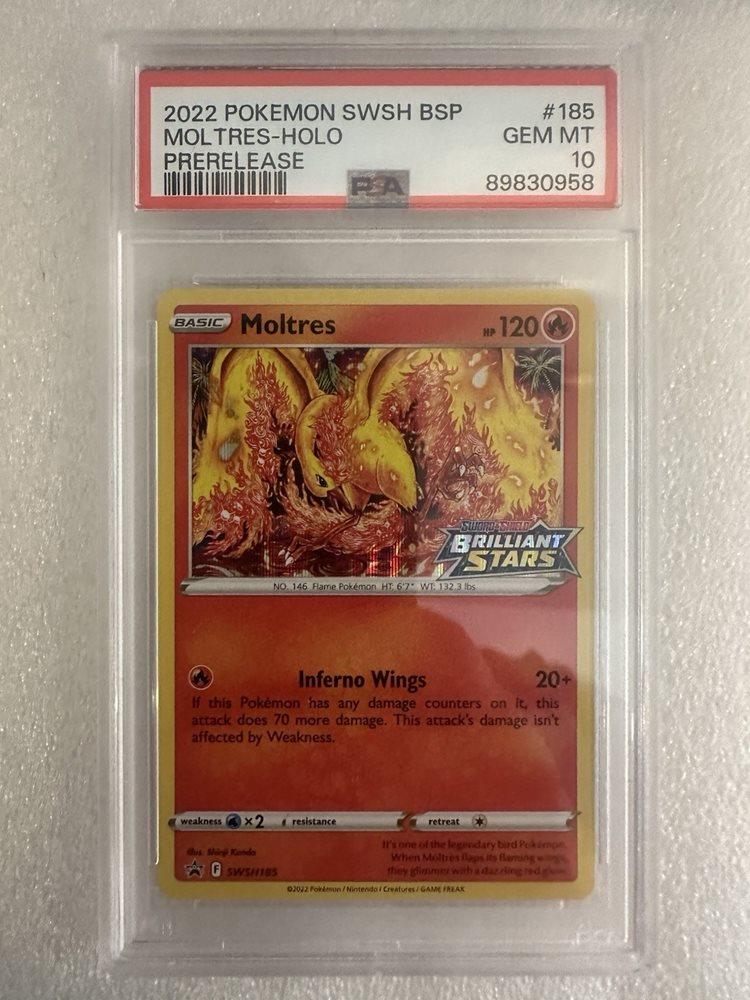 2022 POKEMON SWSH BSP #185
MOLTRES-HOLO GEM MT
PRERELEASE 10
PSA 89830958
BASIC Moltres HP 120
SWORD & SHIELD
BRILLIANT
STARS
NO. 146 Flame Pokémon HT: 6'7" WT: 132.3 lbs
Inferno Wings 20+
If this Pokémon has any damage counters on it, this
attack does 70 more damage. This attack's damage isn't
affected by Weakness.
weakness ×2 resistance retreat
Illus. Shinji Kanda
It's one of the legendary bird Pokémon.
When Moltres flaps its flaming wings,
they glimmer with a dazzling red glow.
F SWSH185
©2022 Pokémon / Nintendo / Creatures / GAME FREAK